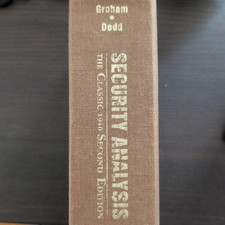 Graham
•
Dodd
SECURITY ANALYSIS
THE CLASSIC 1940 SECOND EDITION